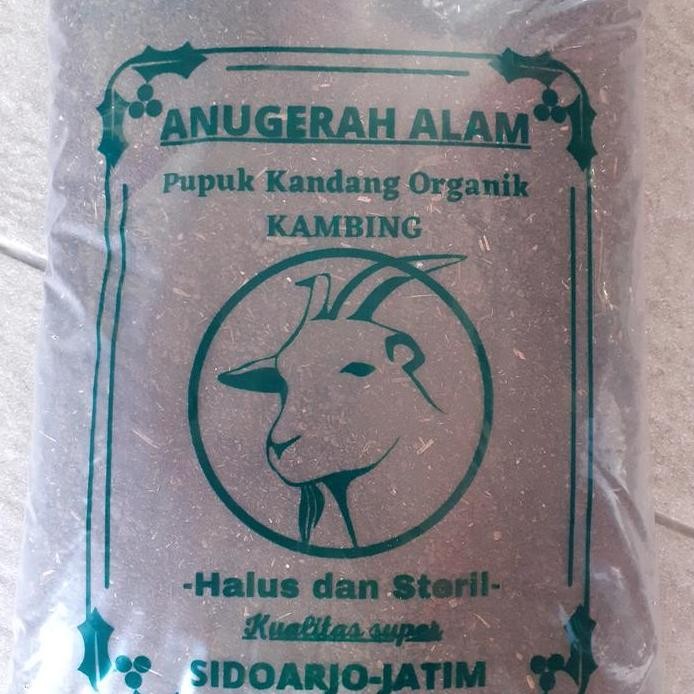 ANUGERAH ALAM
Pupuk Kandang Organik
KAMBING
-Halus dan Steril-
Kualitas super
SIDOARJO-JATIM